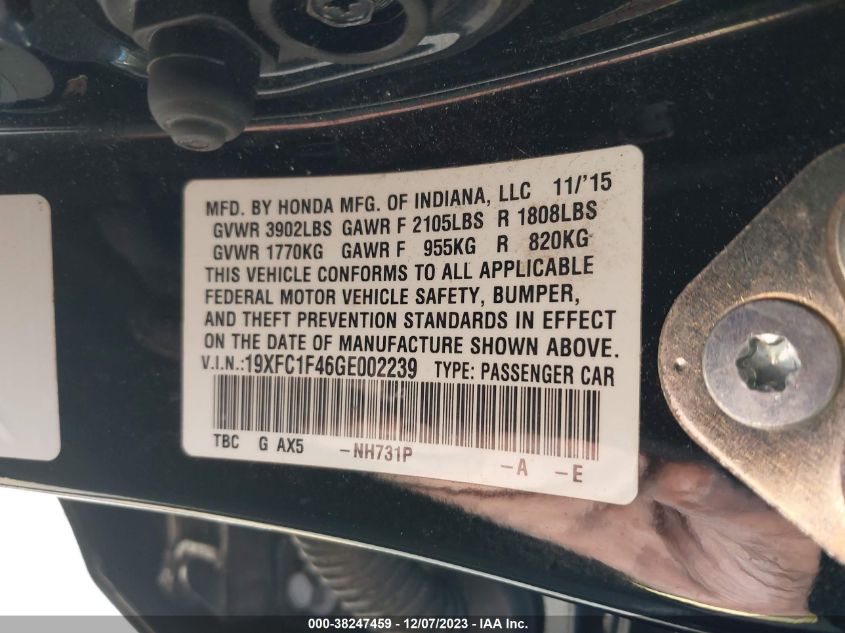 MFD. BY HONDA MFG. OF INDIANA, LLC 11/'15
GVWR 3902LBS GAWR F 2105LBS R 1808LBS
GVWR 1770KG GAWR F 955KG R 820KG
THIS VEHICLE CONFORMS TO ALL APPLICABLE
FEDERAL MOTOR VEHICLE SAFETY, BUMPER,
AND THEFT PREVENTION STANDARDS IN EFFECT
ON THE DATE OF MANUFACTURE SHOWN ABOVE.
V.I.N.:19XFC1F46GE002239 TYPE: PASSENGER CAR
TBC G AX5 -NH731P -A -E
000-38247459 - 12/07/2023 - IAA Inc.